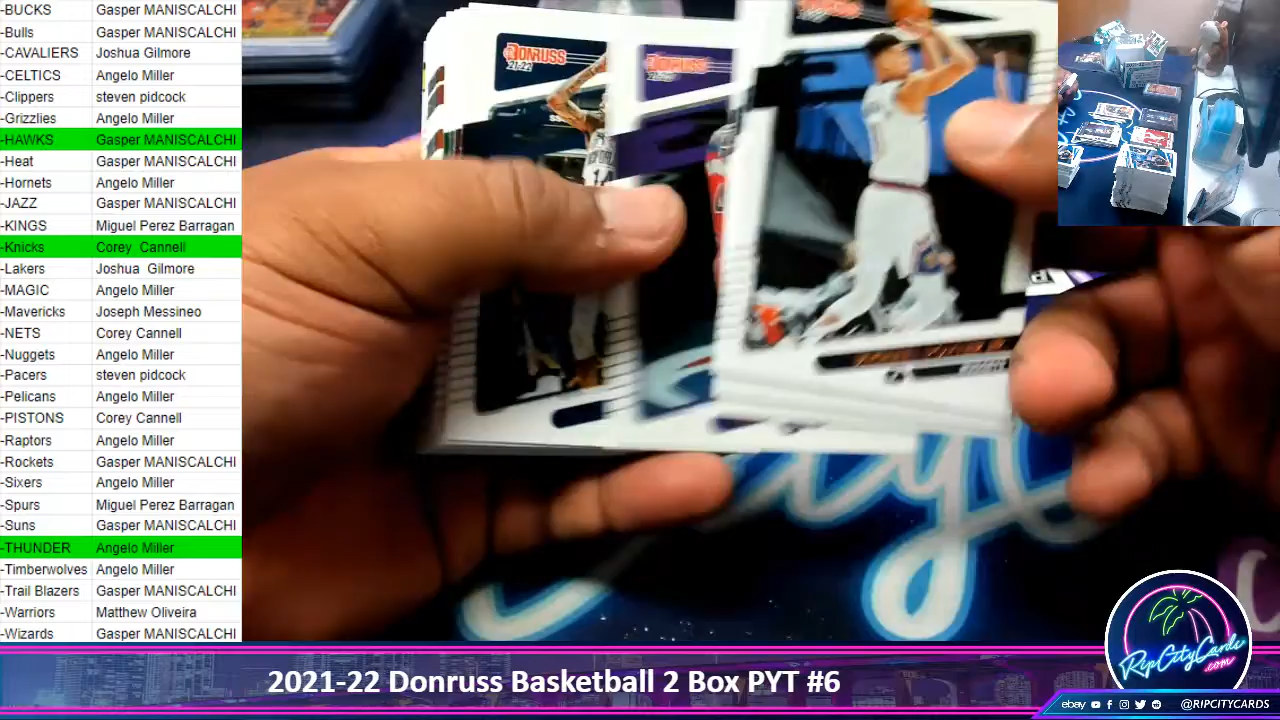 -BUCKS Gasper MANISCALCHI
-Bulls Gasper MANISCALCHI
-CAVALIERS Joshua Gilmore
-CELTICS Angelo Miller
-Clippers steven pidcock
-Grizzlies Angelo Miller
-HAWKS Gasper MANISCALCHI
-Heat Gasper MANISCALCHI
-Hornets Angelo Miller
-JAZZ Gasper MANISCALCHI
-KINGS Miguel Perez Barragan
-Knicks Corey Cannell
-Lakers Joshua Gilmore
-MAGIC Angelo Miller
-Mavericks Joseph Messineo
-NETS Corey Cannell
-Nuggets Angelo Miller
-Pacers steven pidcock
-Pelicans Angelo Miller
-PISTONS Corey Cannell
-Raptors Angelo Miller
-Rockets Gasper MANISCALCHI
-Sixers Angelo Miller
-Spurs Miguel Perez Barragan
-Suns Gasper MANISCALCHI
-THUNDER Angelo Miller
-Timberwolves Angelo Miller
-Trail Blazers Gasper MANISCALCHI
-Warriors Matthew Oliveira
-Wizards Gasper MANISCALCHI
DONRUSS
21-22
DONRUSS
RipCityCards
.com
2021-22 Donruss Basketball 2 Box PYT #6
ebay @RIPCITYCARDS